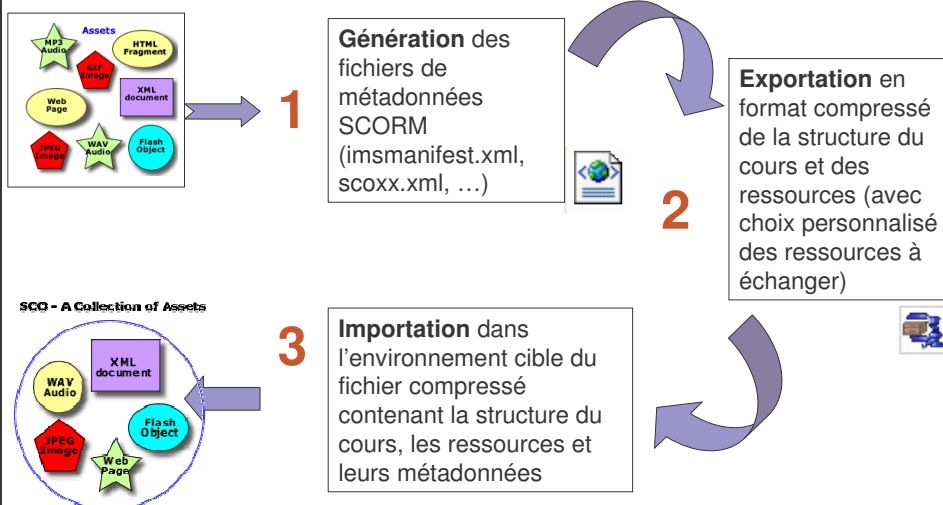 Assets
MP3
Audio
HTML
Fragment
GIF
Image
XML
document
Web
Page
JPEG
Image
WAV
Audio
Flash
Object
1
Génération des
fichiers de
métadonnées
SCORM
(imsmanifest.xml,
scoxx.xml, …)
2
Exportation en
format compressé
de la structure du
cours et des
ressources (avec
choix personnalisé
des ressources à
échanger)
3
Importation dans
l’environnement cible du
fichier compressé
contenant la structure du
cours, les ressources et
leurs métadonnées
SCO - A Collection of Assets
XML
document
WAV
Audio
Flash
Object
JPEG
Image
Web
Page